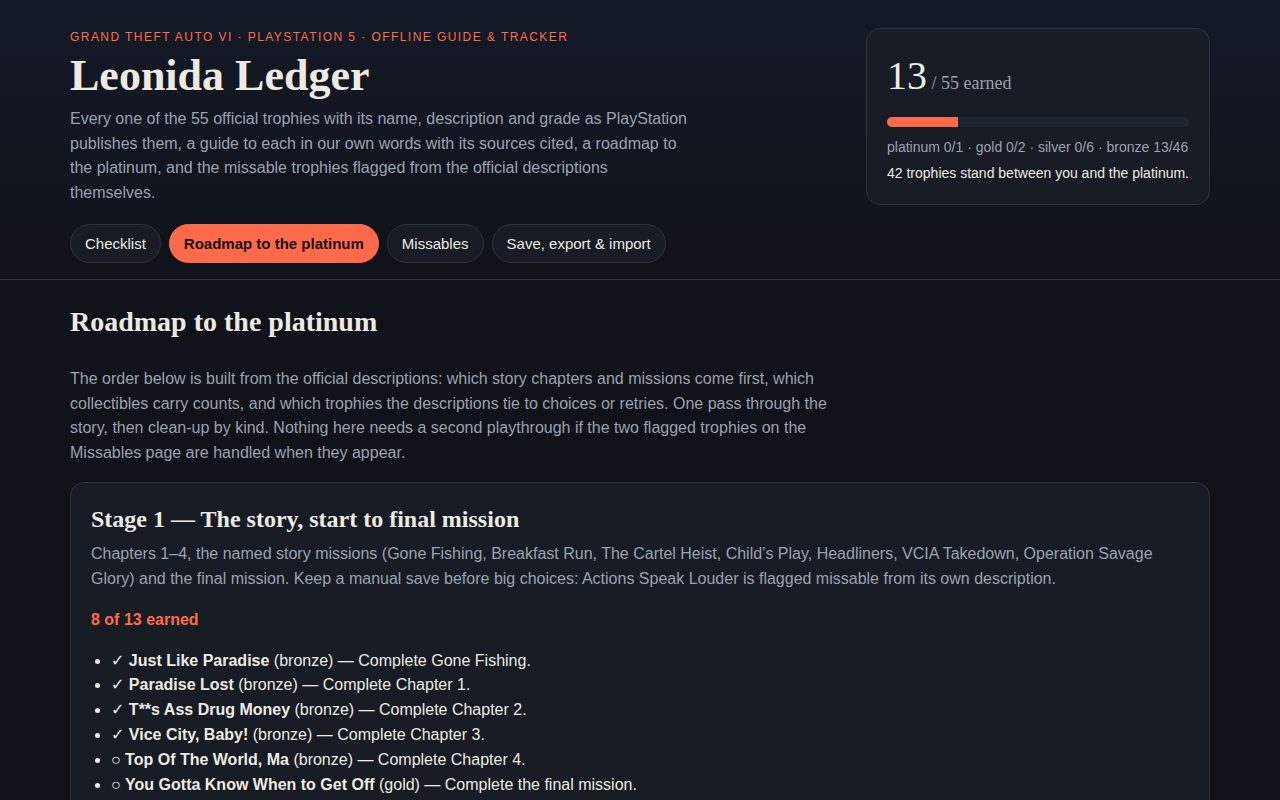 GRAND THEFT AUTO VI · PLAYSTATION 5 · OFFLINE GUIDE & TRACKER
Leonida Ledger
Every one of the 55 official trophies with its name, description and grade as PlayStation
publishes them, a guide to each in our own words with its sources cited, a roadmap to
the platinum, and the missable trophies flagged from the official descriptions
themselves.
13 / 55 earned
platinum 0/1 · gold 0/2 · silver 0/6 · bronze 13/46
42 trophies stand between you and the platinum.
Checklist
Roadmap to the platinum
Missables
Save, export & import
Roadmap to the platinum
The order below is built from the official descriptions: which story chapters and missions come first, which
collectibles carry counts, and which trophies the descriptions tie to choices or retries. One pass through the
story, then clean-up by kind. Nothing here needs a second playthrough if the two flagged trophies on the
Missables page are handled when they appear.
Stage 1 — The story, start to final mission
Chapters 1–4, the named story missions (Gone Fishing, Breakfast Run, The Cartel Heist, Child’s Play, Headliners, VCIA Takedown, Operation Savage
Glory) and the final mission. Keep a manual save before big choices: Actions Speak Louder is flagged missable from its own description.
8 of 13 earned
• ✓ Just Like Paradise (bronze) — Complete Gone Fishing.
• ✓ Paradise Lost (bronze) — Complete Chapter 1.
• ✓ T**s Ass Drug Money (bronze) — Complete Chapter 2.
• ✓ Vice City, Baby! (bronze) — Complete Chapter 3.
• ○ Top Of The World, Ma (bronze) — Complete Chapter 4.
• ○ You Gotta Know When to Get Off (gold) — Complete the final mission.